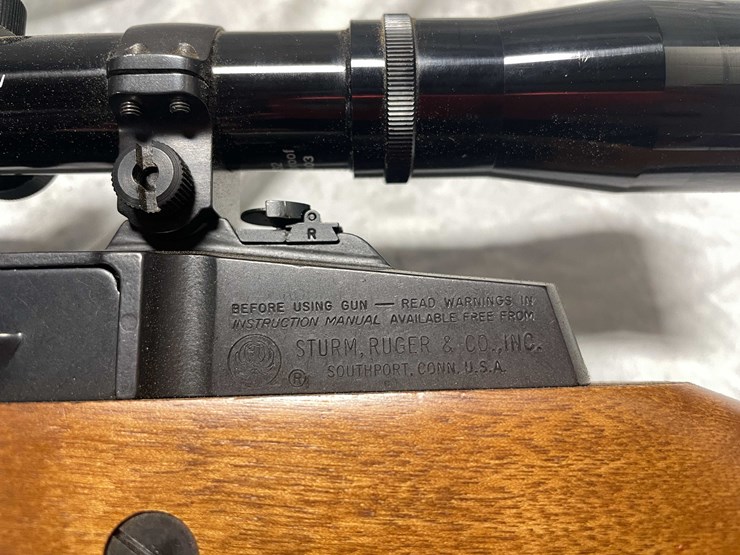 R
BEFORE USING GUN — READ WARNINGS IN
INSTRUCTION MANUAL AVAILABLE FREE FROM
STURM, RUGER & CO., INC.
® SOUTHPORT, CONN. U.S.A.